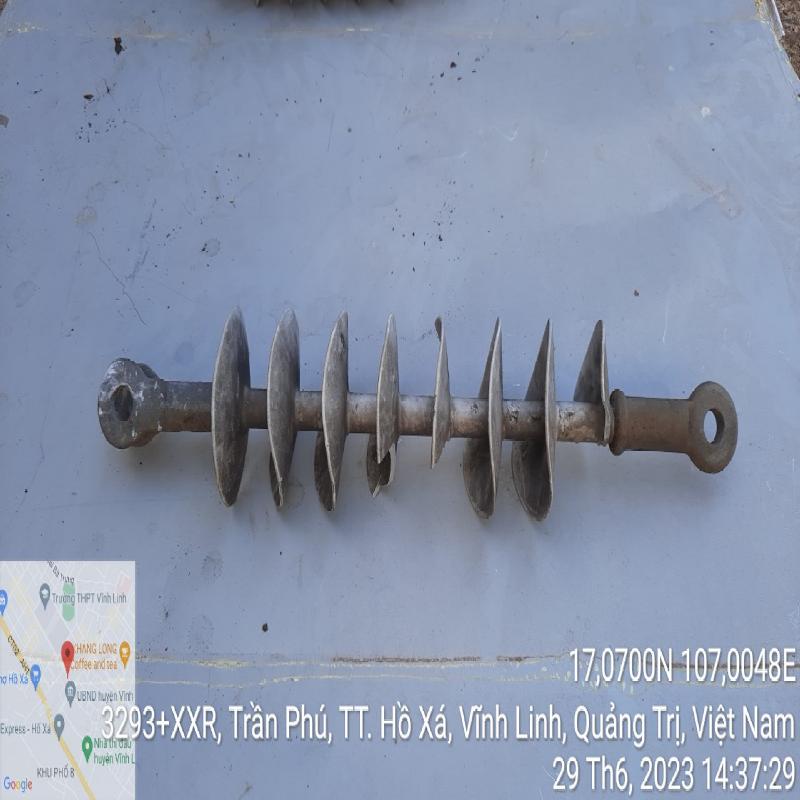 17,0700N 107,0048E
3293+XXR, Trần Phú, TT. Hồ Xá, Vĩnh Linh, Quảng Trị, Việt Nam
29 Th6, 2023 14:37:29
Trường THPT Vĩnh Linh
KHANG LONG
Coffee and tea
UBND huyện Vĩnh
Express - Hồ Xá
Nhà thi đấu
huyện Vĩnh L
KHU PHỐ 8
Google